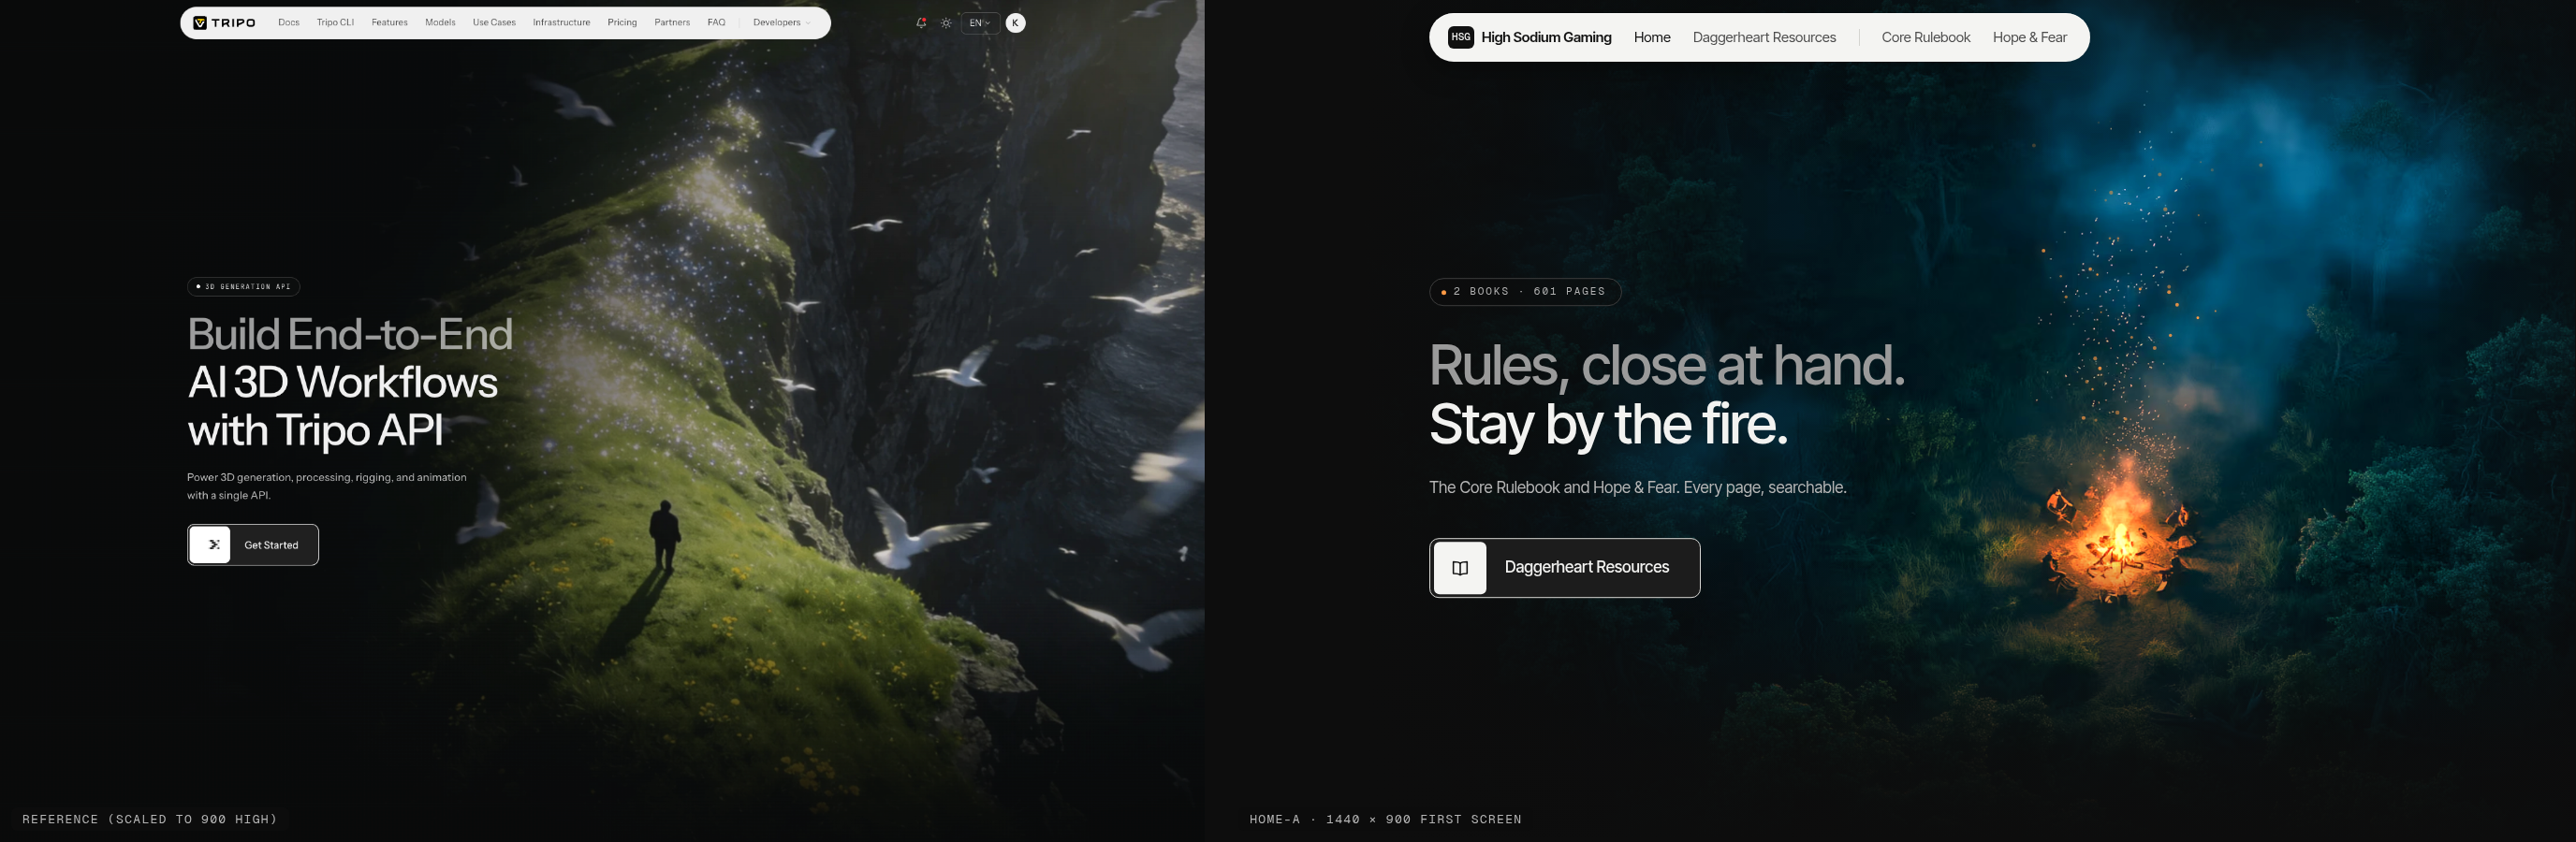 TRIPO Docs Tripo CLI Features Models Use Cases Infrastructure Pricing Partners FAQ Developers EN K
3D GENERATION API
Build End-to-End
AI 3D Workflows
with Tripo API
Power 3D generation, processing, rigging, and animation
with a single API.
Get Started
REFERENCE (SCALED TO 900 HIGH)
HSG High Sodium Gaming Home Daggerheart Resources Core Rulebook Hope & Fear
2 BOOKS · 601 PAGES
Rules, close at hand.
Stay by the fire.
The Core Rulebook and Hope & Fear. Every page, searchable.
Daggerheart Resources
HOME-A · 1440 × 900 FIRST SCREEN